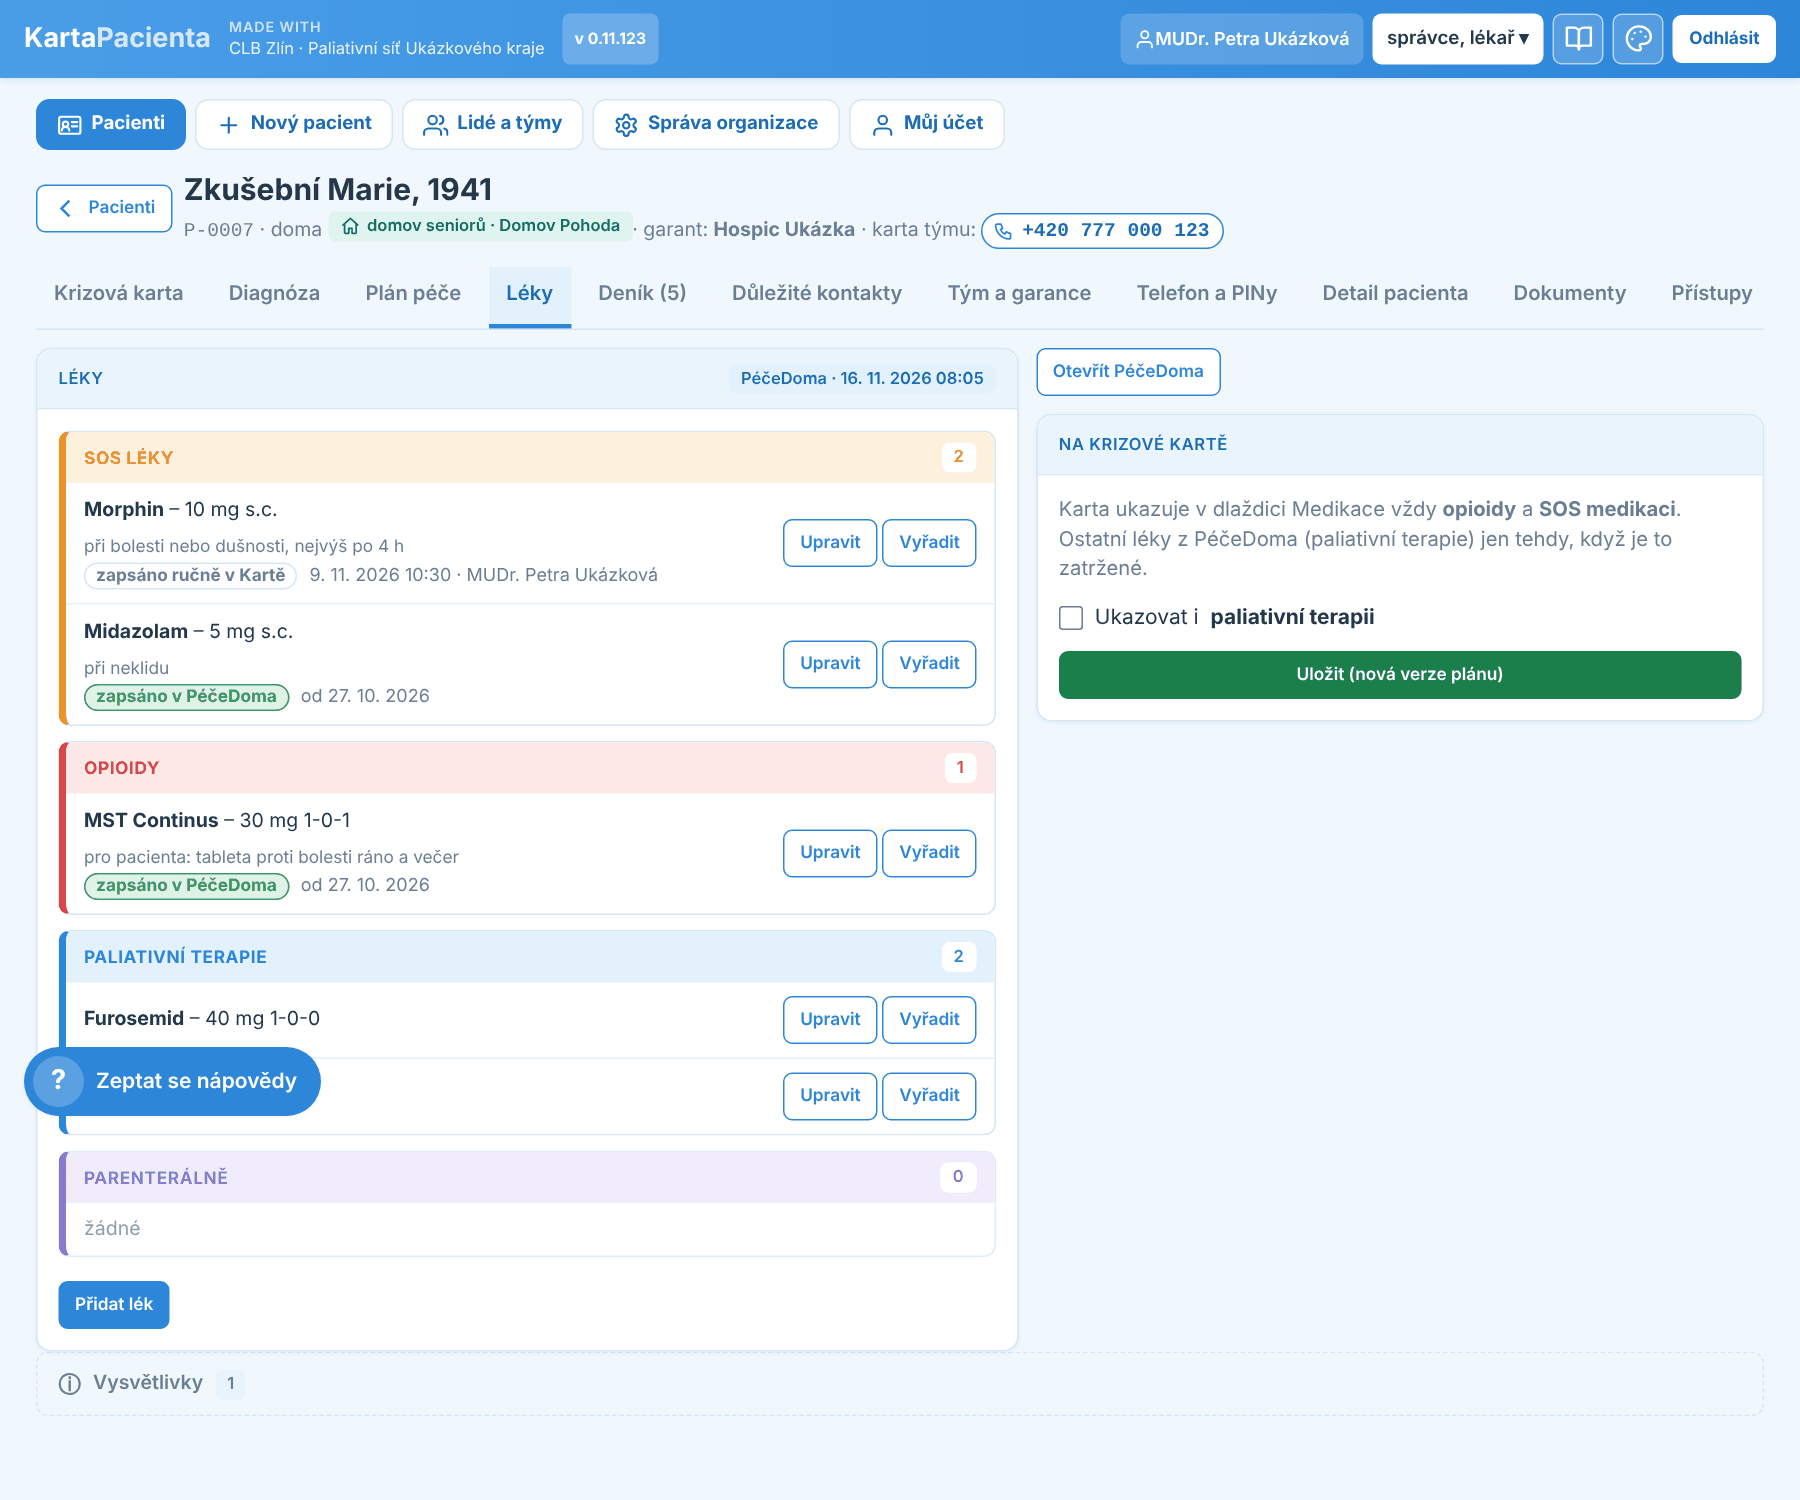 KartaPacienta
MADE WITH
CLB Zlín · Paliativní síť Ukázkového kraje
v 0.11.123
MUDr. Petra Ukázková
správce, lékař ▾
Odhlásit
Pacienti
Nový pacient
Lidé a týmy
Správa organizace
Můj účet
Pacienti
Zkušební Marie, 1941
P-0007 · doma domov seniorů · Domov Pohoda · garant: Hospic Ukázka · karta týmu: +420 777 000 123
Krizová karta
Diagnóza
Plán péče
Léky
Deník (5)
Důležité kontakty
Tým a garance
Telefon a PINy
Detail pacienta
Dokumenty
Přístupy
LÉKY
PéčeDoma · 16. 11. 2026 08:05
SOS LÉKY
2
Morphin – 10 mg s.c.
při bolesti nebo dušnosti, nejvýš po 4 h
zapsáno ručně v Kartě 9. 11. 2026 10:30 · MUDr. Petra Ukázková
Upravit
Vyřadit
Midazolam – 5 mg s.c.
při neklidu
zapsáno v PéčeDoma od 27. 10. 2026
Upravit
Vyřadit
OPIOIDY
1
MST Continus – 30 mg 1-0-1
pro pacienta: tableta proti bolesti ráno a večer
zapsáno v PéčeDoma od 27. 10. 2026
Upravit
Vyřadit
PALIATIVNÍ TERAPIE
2
Furosemid – 40 mg 1-0-0
Upravit
Vyřadit
? Zeptat se nápovědy
Upravit
Vyřadit
PARENTERÁLNĚ
0
žádné
Přidat lék
Otevřít PéčeDoma
NA KRIZOVÉ KARTĚ
Karta ukazuje v dlaždici Medikace vždy opioidy a SOS medikaci.
Ostatní léky z PéčeDoma (paliativní terapie) jen tehdy, když je to
zatržené.
Ukazovat i paliativní terapii
Uložit (nová verze plánu)
Vysvětlivky 1